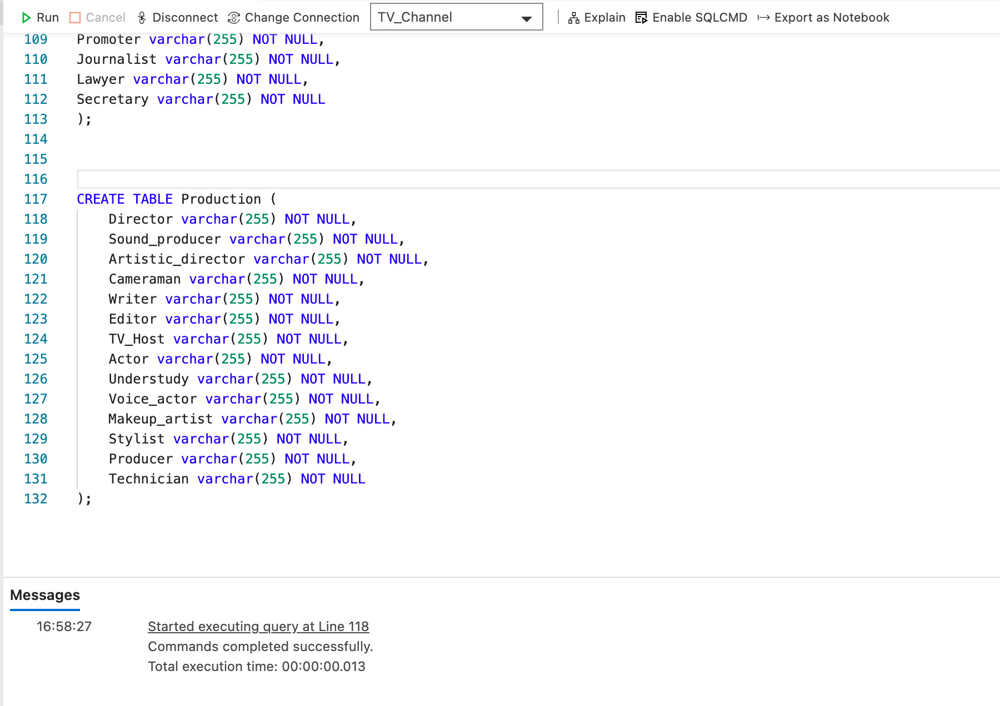 Run Cancel Disconnect Change Connection TV_Channel Explain Enable SQLCMD Export as Notebook
109 Promoter varchar(255) NOT NULL,
110 Journalist varchar(255) NOT NULL,
111 Lawyer varchar(255) NOT NULL,
112 Secretary varchar(255) NOT NULL
113 );
114
115
116
117 CREATE TABLE Production (
118 Director varchar(255) NOT NULL,
119 Sound_producer varchar(255) NOT NULL,
120 Artistic_director varchar(255) NOT NULL,
121 Cameraman varchar(255) NOT NULL,
122 Writer varchar(255) NOT NULL,
123 Editor varchar(255) NOT NULL,
124 TV_Host varchar(255) NOT NULL,
125 Actor varchar(255) NOT NULL,
126 Understudy varchar(255) NOT NULL,
127 Voice_actor varchar(255) NOT NULL,
128 Makeup_artist varchar(255) NOT NULL,
129 Stylist varchar(255) NOT NULL,
130 Producer varchar(255) NOT NULL,
131 Technician varchar(255) NOT NULL
132 );
Messages
16:58:27 Started executing query at Line 118
Commands completed successfully.
Total execution time: 00:00:00.013